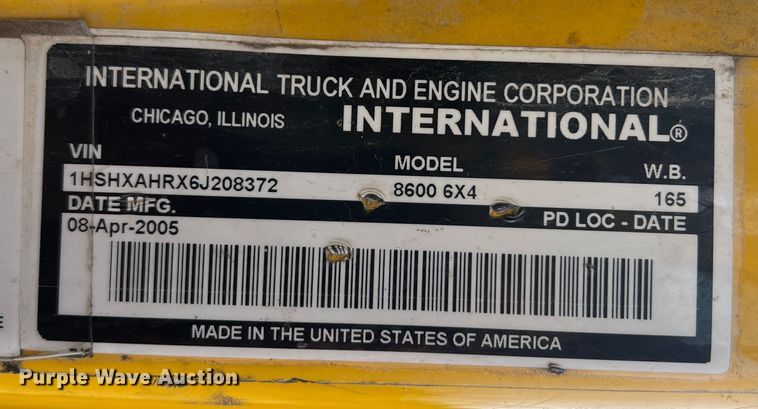 INTERNATIONAL TRUCK AND ENGINE CORPORATION
CHICAGO, ILLINOIS INTERNATIONAL®
VIN MODEL W.B.
1HSHXAHRX6J208372 8600 6X4 165
DATE MFG. PD LOC - DATE
08-Apr-2005
MADE IN THE UNITED STATES OF AMERICA
E
Purple Wave Auction